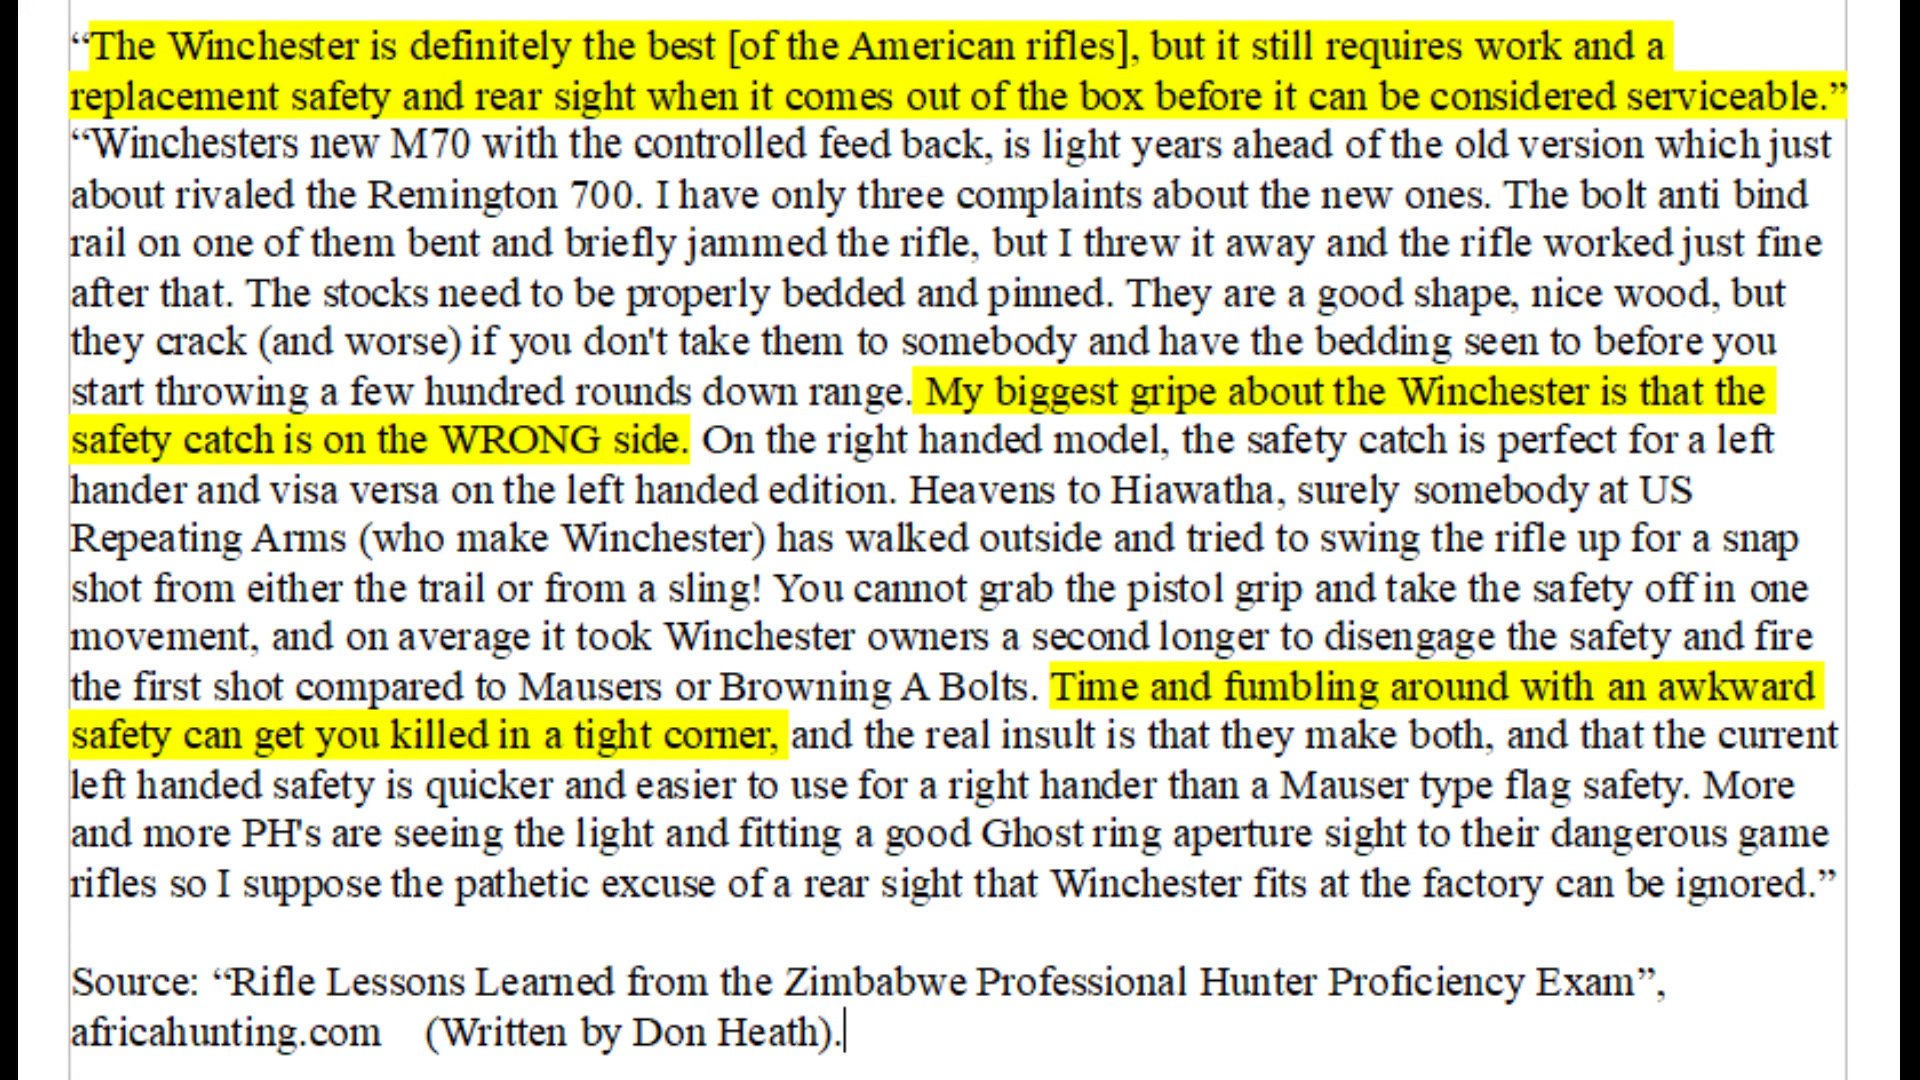 “The Winchester is definitely the best [of the American rifles], but it still requires work and a
replacement safety and rear sight when it comes out of the box before it can be considered serviceable.”
“Winchesters new M70 with the controlled feed back, is light years ahead of the old version which just
about rivaled the Remington 700. I have only three complaints about the new ones. The bolt anti bind
rail on one of them bent and briefly jammed the rifle, but I threw it away and the rifle worked just fine
after that. The stocks need to be properly bedded and pinned. They are a good shape, nice wood, but
they crack (and worse) if you don't take them to somebody and have the bedding seen to before you
start throwing a few hundred rounds down range. My biggest gripe about the Winchester is that the
safety catch is on the WRONG side. On the right handed model, the safety catch is perfect for a left
hander and visa versa on the left handed edition. Heavens to Hiawatha, surely somebody at US
Repeating Arms (who make Winchester) has walked outside and tried to swing the rifle up for a snap
shot from either the trail or from a sling! You cannot grab the pistol grip and take the safety off in one
movement, and on average it took Winchester owners a second longer to disengage the safety and fire
the first shot compared to Mausers or Browning A Bolts. Time and fumbling around with an awkward
safety can get you killed in a tight corner, and the real insult is that they make both, and that the current
left handed safety is quicker and easier to use for a right hander than a Mauser type flag safety. More
and more PH's are seeing the light and fitting a good Ghost ring aperture sight to their dangerous game
rifles so I suppose the pathetic excuse of a rear sight that Winchester fits at the factory can be ignored.”
Source: “Rifle Lessons Learned from the Zimbabwe Professional Hunter Proficiency Exam”,
africahunting.com (Written by Don Heath).